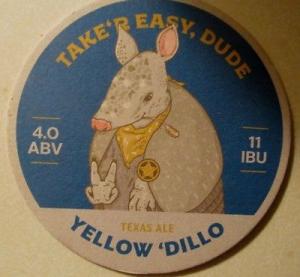 TAKE'R EASY, DUDE
4.0
ABV
11
IBU
TEXAS ALE
YELLOW 'DILLO